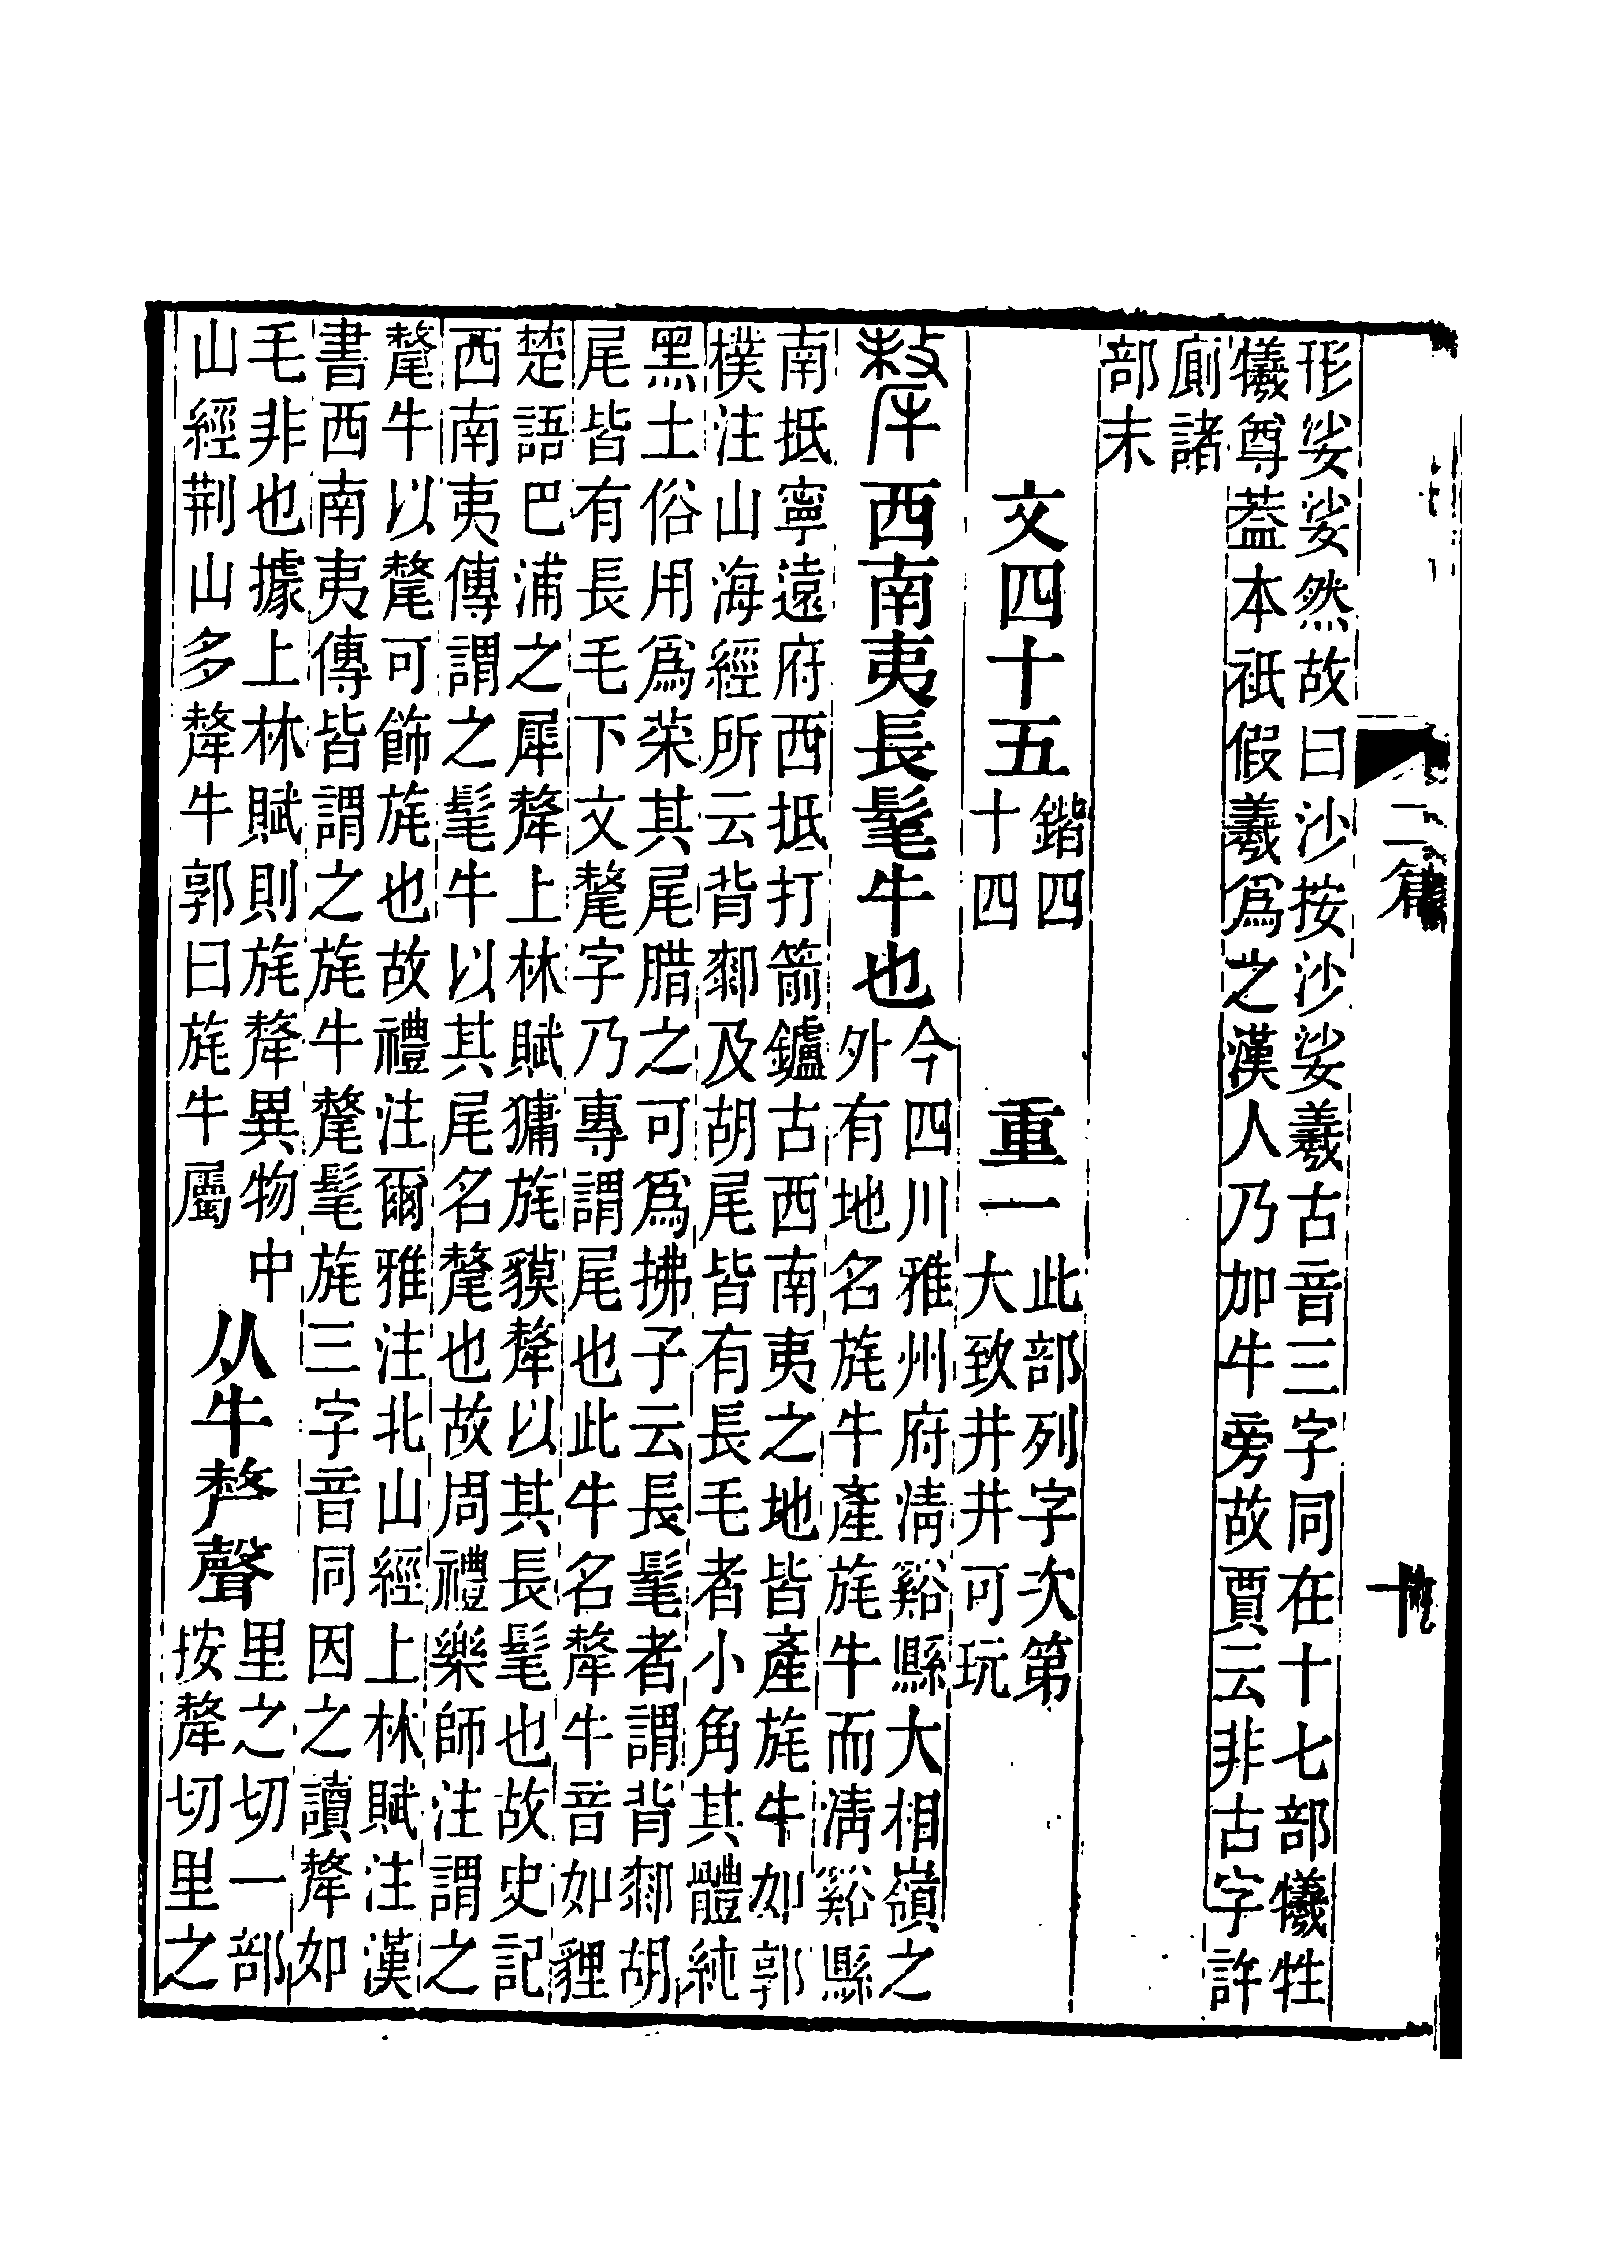 二篇
形娑娑然故曰沙按沙娑羲古音三字同在十七部犧牲
犧尊葢本祇假羲爲之漢人乃加牛旁故賈云非古字許
廁諸
部末
文四十五
鍇四
十四
重一
此部列字次第
大致井井可玩
犛西南夷長髦牛也
今四川雅州府淸谿縣大相嶺之
外有地名旄牛產旄牛而淸谿縣
南抵寧遠府西抵打箭鑪古西南夷之地皆產旄牛如郭
樸注山海經所云背厀及胡尾皆有長毛者小角其體純
黑土俗用爲菜其尾腊之可爲拂子云長髦者謂背厀胡
尾皆有長毛下文氂字乃專謂尾也此牛名犛牛音如貍
楚語巴浦之犀犛上林賦㺎旄貘犛以其長髦也故史記
西南夷傳謂之髦牛以其尾名氂也故周禮樂師注謂之
氂牛以氂可飾旄也故禮注爾雅注北山經上林賦注漢
書西南夷傳皆謂之旄牛氂髦旄三字音同因之讀犛如
毛非也據上林賦則旄犛異物中
山經荆山多犛牛郭曰旄牛屬
从牛𠩺聲
里之切一部
按犛切里之